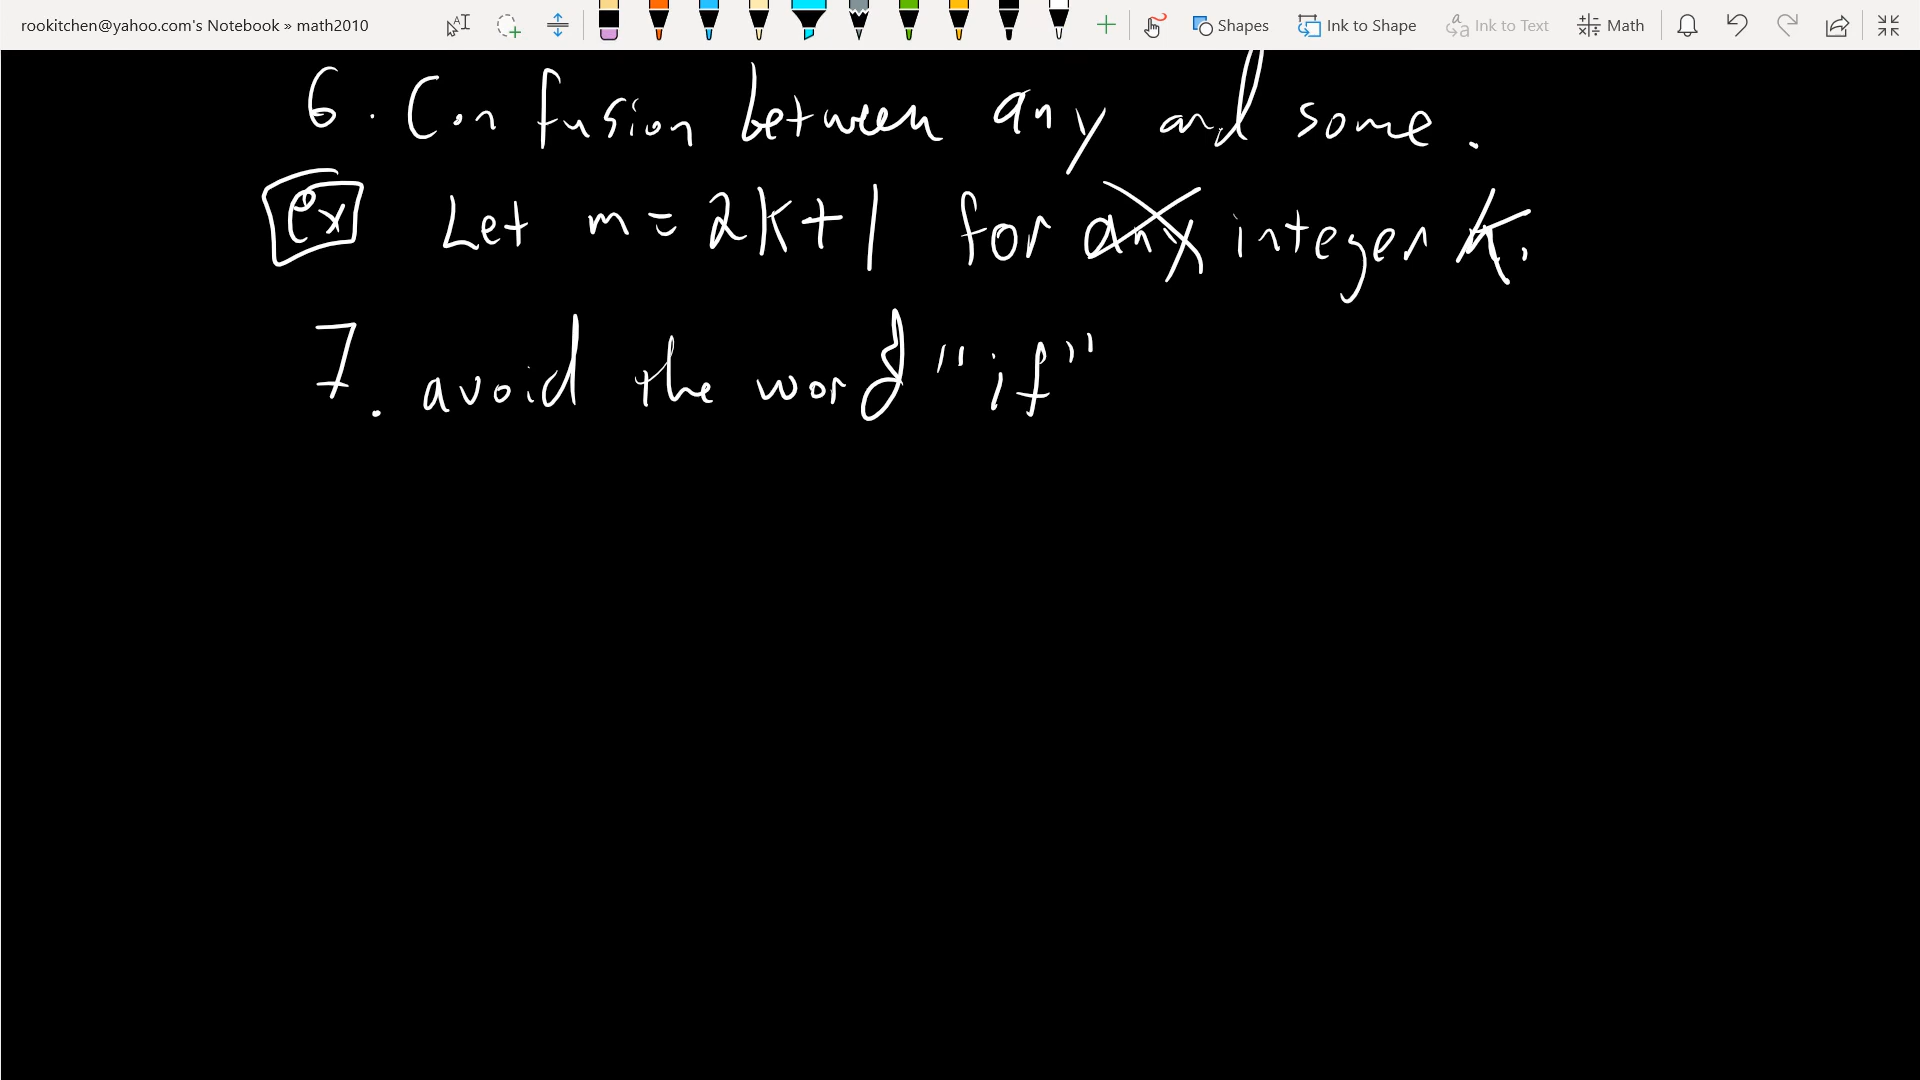 rookitchen@yahoo.com's Notebook » math2010 Shapes Ink to Shape Ink to Text Math
6. Confusion between any and some.
ex Let m = 2k+1 for any integer k.
7. avoid the word "if"